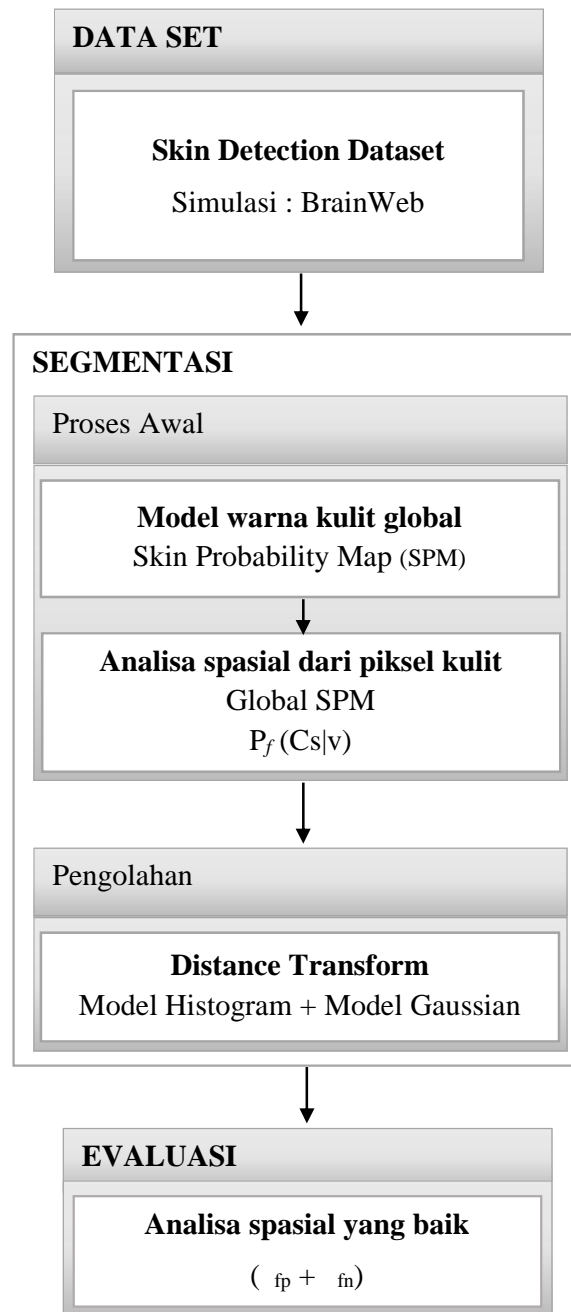 DATA SET
Skin Detection Dataset
Simulasi : BrainWeb
SEGMENTASI
Proses Awal
Model warna kulit global
Skin Probability Map (SPM)
Analisa spasial dari piksel kulit
Global SPM
Pf (Cs|v)
Pengolahan
Distance Transform
Model Histogram + Model Gaussian
EVALUASI
Analisa spasial yang baik
( fp + fn)